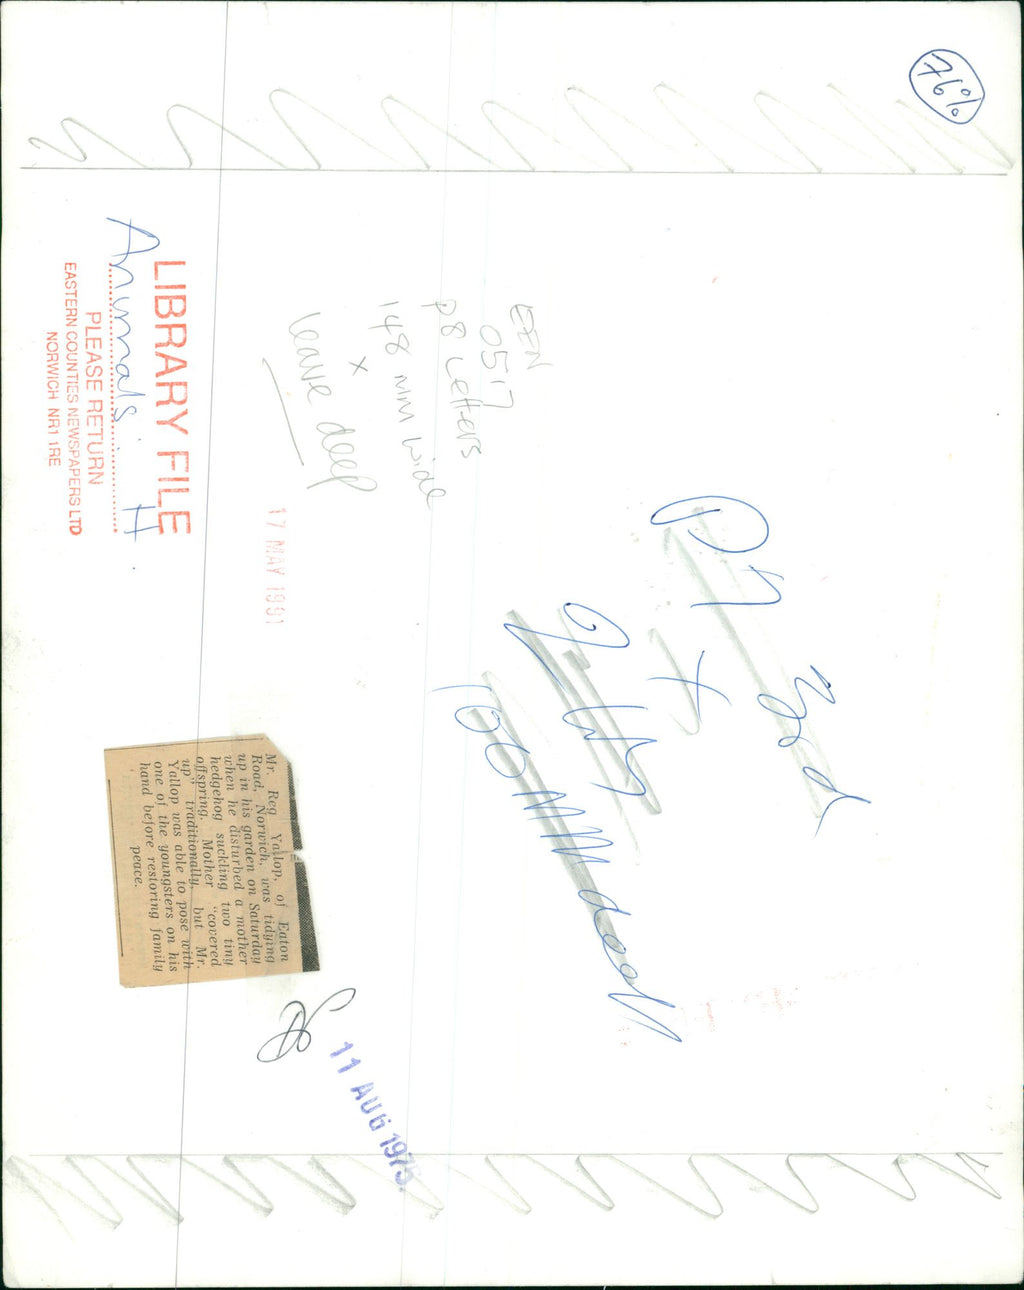 76%
EEN
0517
P8 Letters
148 MM Wide
x
leave deep
LIBRARY FILE
Animals. H
PLEASE RETURN
EASTERN COUNTIES NEWSPAPERS LTD
NORWICH NR1 1RE
17 MAY 1991
Mr. Reg Yallop, of Eaton
Road, Norwich, was tidying
up in his garden on Saturday
when he disturbed a mother
hedgehog suckling two tiny
offspring. Mother "covered
up" traditionally, but Mr.
Yallop was able to pose with
one of the youngsters on his
hand before restoring family
peace.
11 AUG 1975